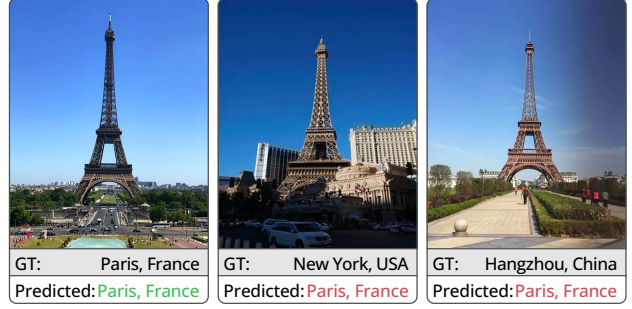 GT: Paris, France
Predicted: Paris, France
GT: New York, USA
Predicted: Paris, France
GT: Hangzhou, China
Predicted: Paris, France